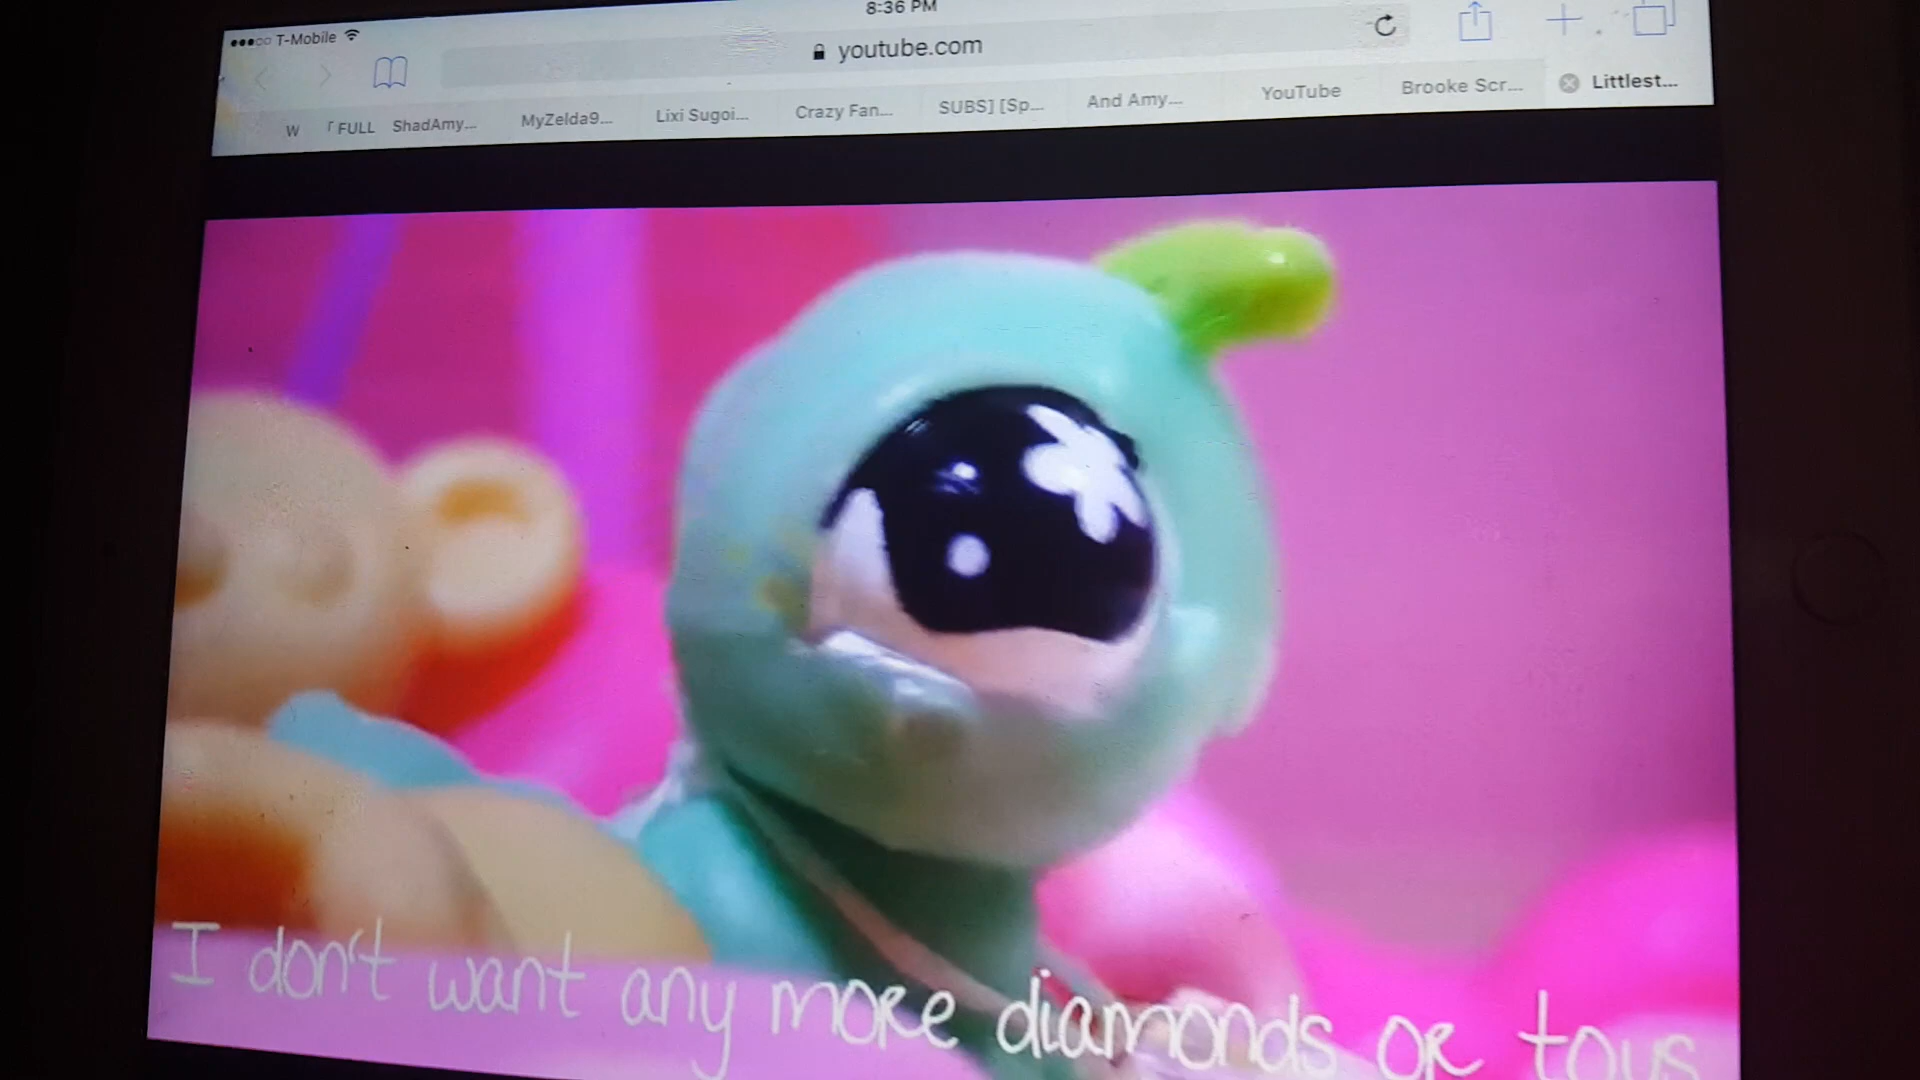 8:36 PM
T-Mobile
youtube.com
W
「FULL
ShadAmy...
MyZelda9...
Lixi Sugoi...
Crazy Fan...
SUBS] [Sp...
And Amy...
YouTube
Brooke Scr...
Littlest...
I don't want any more diamonds or toys